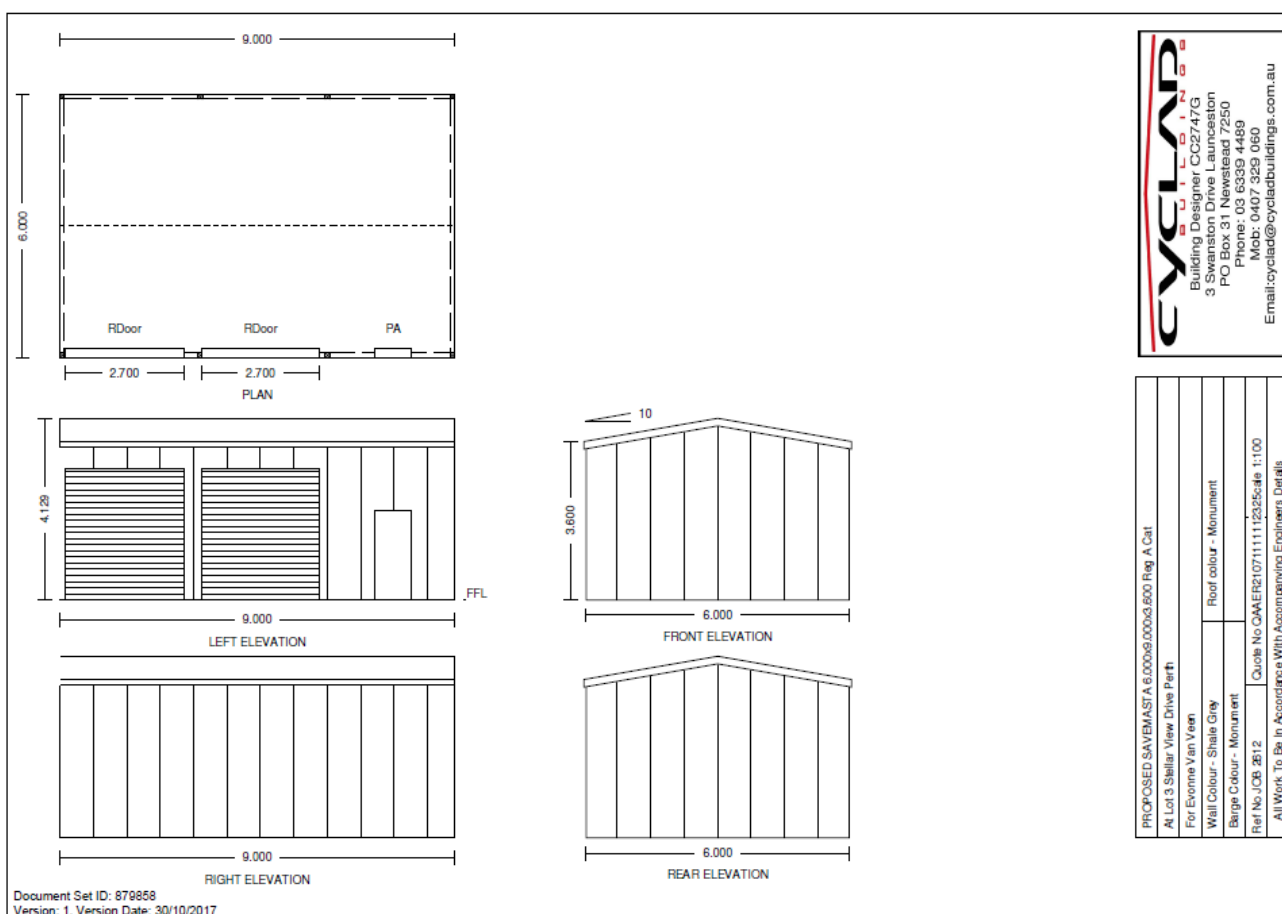 9.000
6.000
RDoor
RDoor
PA
2.700
2.700
PLAN
4.129
FFL
9.000
LEFT ELEVATION
10
3.600
6.000
FRONT ELEVATION
9.000
RIGHT ELEVATION
6.000
REAR ELEVATION
CYCLAD
BUILDINGS
Building Designer CC2747G
3 Swanston Drive Launceston
PO Box 31 Newstead 7250
Phone: 03 6339 4489
Mob: 0407 329 060
Email:cyclad@cycladbuildings.com.au
PROPOSED SAVEMASTA 6.000x9.000x3.600 Reg A Cat
At Lot 3 Stellar View Drive Perth
For Evonne Van Veen
Wall Colour - Shale Grey
Roof colour - Monument
Barge Colour - Monument
Ref No JOB 2612
Quote No Scale 1:100
All Work To Be In Accordance With Accompanying Engineers Details
Document Set ID: 879858
Version: 1, Version Date: 30/10/2017